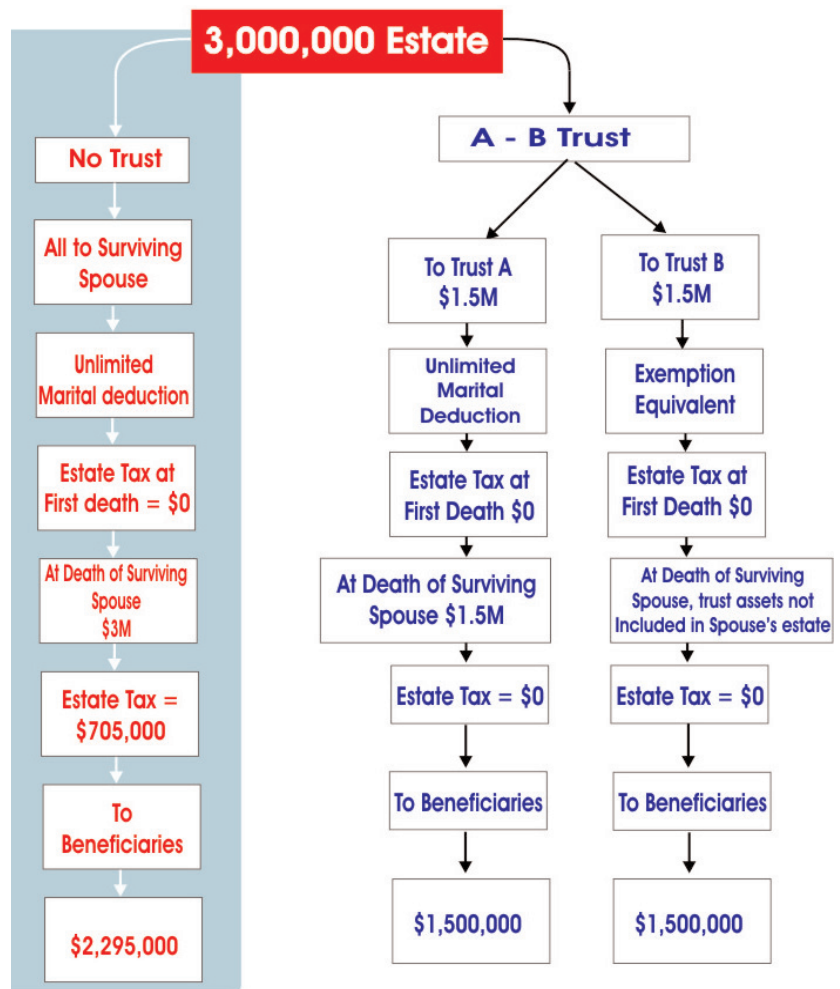 3,000,000 Estate
No Trust
All to Surviving
Spouse
Unlimited
Marital deduction
Estate Tax at
First death = $0
At Death of Surviving
Spouse
$3M
Estate Tax =
$705,000
To
Beneficiaries
$2,295,000
A - B Trust
To Trust A
$1.5M
Unlimited
Marital
Deduction
Estate Tax at
First Death $0
At Death of Surviving
Spouse $1.5M
Estate Tax = $0
To Beneficiaries
$1,500,000
To Trust B
$1.5M
Exemption
Equivalent
Estate Tax at
First Death $0
At Death of Surviving
Spouse, trust assets not
Included in Spouse's estate
Estate Tax = $0
To Beneficiaries
$1,500,000